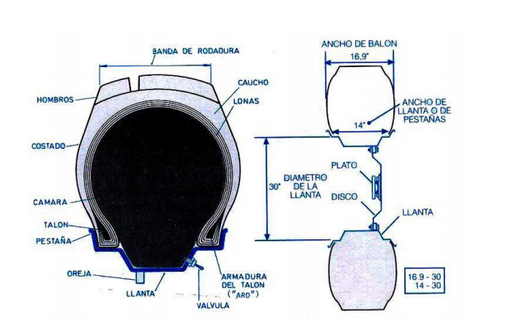 BANDA DE RODADURA
CAUCHO
LONAS
HOMBROS
COSTADO
CAMARA
TALON
PESTAÑA
OREJA
LLANTA
VALVULA
ARMADURA
DEL TALON
("ARO")
ANCHO DE BALON
16,9"
ANCHO DE
LLANTA O DE
PESTAÑAS
14"
30"
DIAMETRO
DE LA
LLANTA
PLATO
DISCO
LLANTA
16.9 - 30
14 - 30